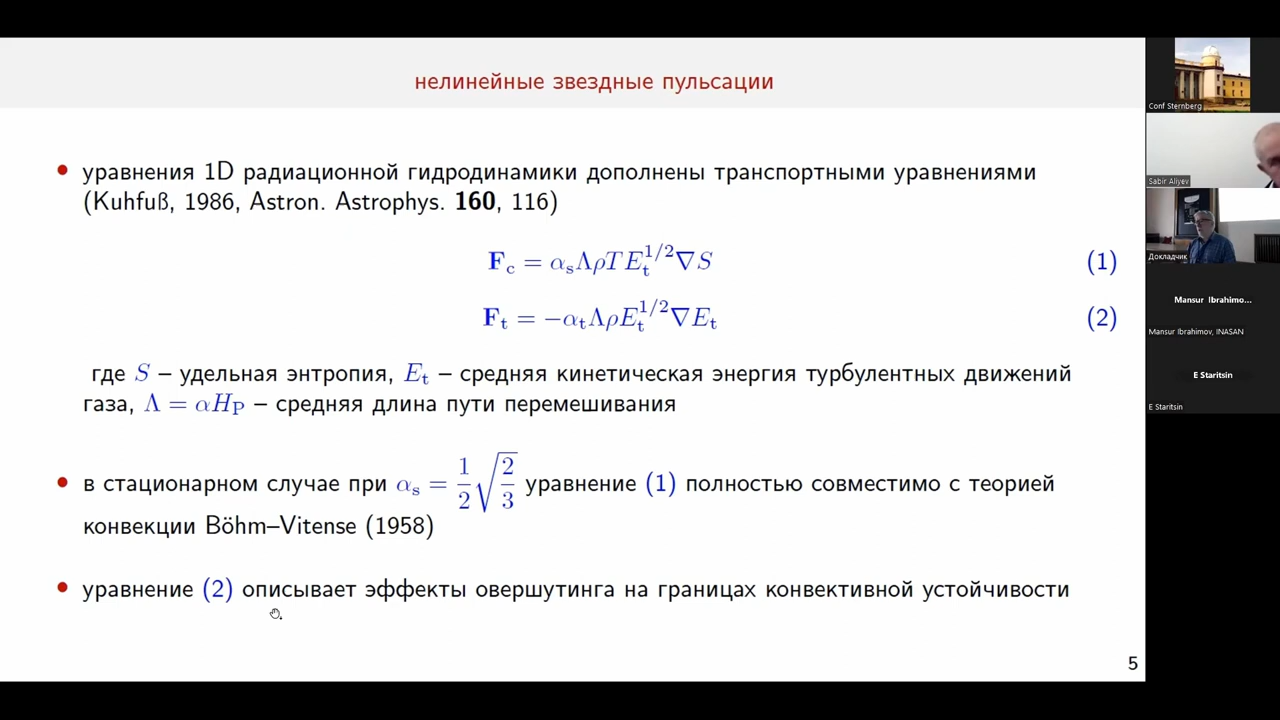 нелинейные звездные пульсации
• уравнения 1D радиационной гидродинамики дополнены транспортными уравнениями
(Kuhfuß, 1986, Astron. Astrophys. 160, 116)
F_c = α_s Λ ρ T E_t^{1/2} ∇S (1)
F_t = −α_t Λ ρ E_t^{1/2} ∇E_t (2)
где S – удельная энтропия, E_t – средняя кинетическая энергия турбулентных движений
газа, Λ = αH_P – средняя длина пути перемешивания
• в стационарном случае при α_s = \frac{1}{2}\sqrt{\frac{2}{3}} уравнение (1) полностью совместимо с теорией
конвекции Böhm–Vitense (1958)
• уравнение (2) описывает эффекты овершутинга на границах конвективной устойчивости
5
Conf Sternberg
Sabir Aliyev
Докладчик
Mansur Ibrahimo...
Mansur Ibrahimov, INASAN
E Staritsin
E Staritsin